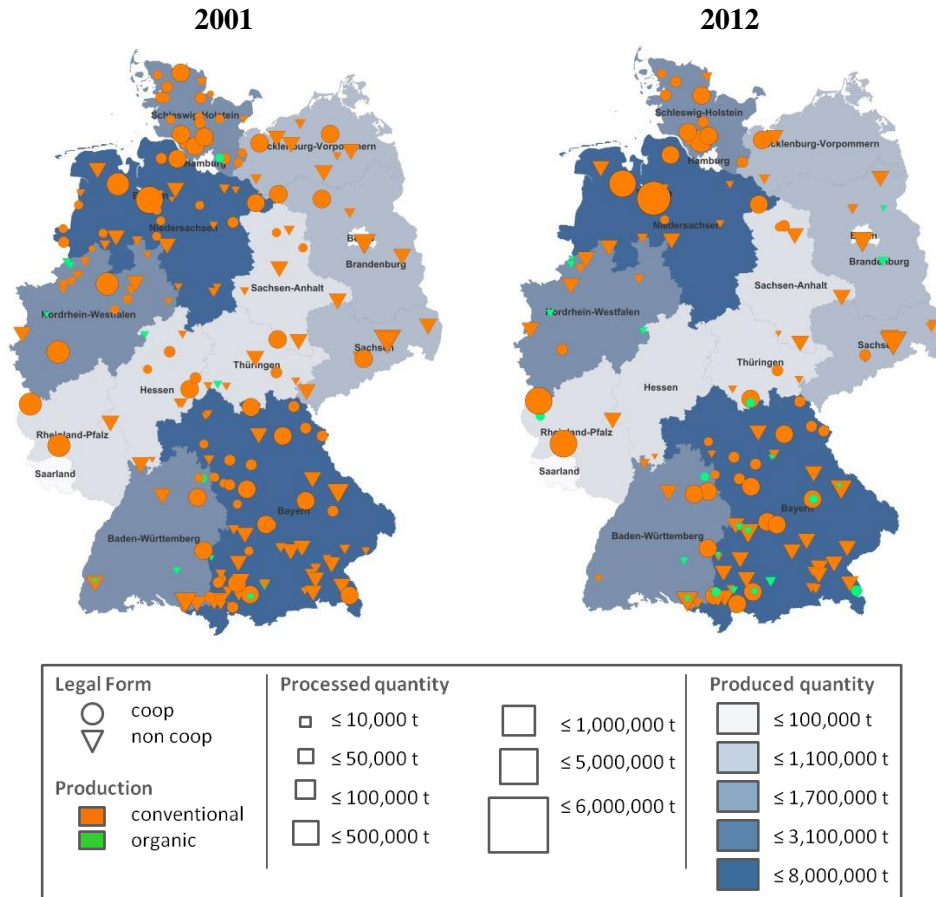 2001
2012
Schleswig-Holstein
cklenburg-Vorpommern
Hamburg
Niedersachsen
Brandenburg
Sachsen-Anhalt
Nordrhein-Westfalen
Sachsen
Thüringen
Hessen
Rheinland-Pfalz
Saarland
Bayern
Baden-Württemberg
Schleswig-Holstein
cklenburg-Vorpommern
Hamburg
Niedersachsen
Brandenburg
Sachsen-Anhalt
Nordrhein-Westfalen
Sachs
Thüringen
Hessen
Rheinland-Pfalz
Saarland
Bayern
Baden-Württemberg
Legal Form
coop
non coop
Production
conventional
organic
Processed quantity
≤ 10,000 t
≤ 50,000 t
≤ 100,000 t
≤ 500,000 t
≤ 1,000,000 t
≤ 5,000,000 t
≤ 6,000,000 t
Produced quantity
≤ 100,000 t
≤ 1,100,000 t
≤ 1,700,000 t
≤ 3,100,000 t
≤ 8,000,000 t